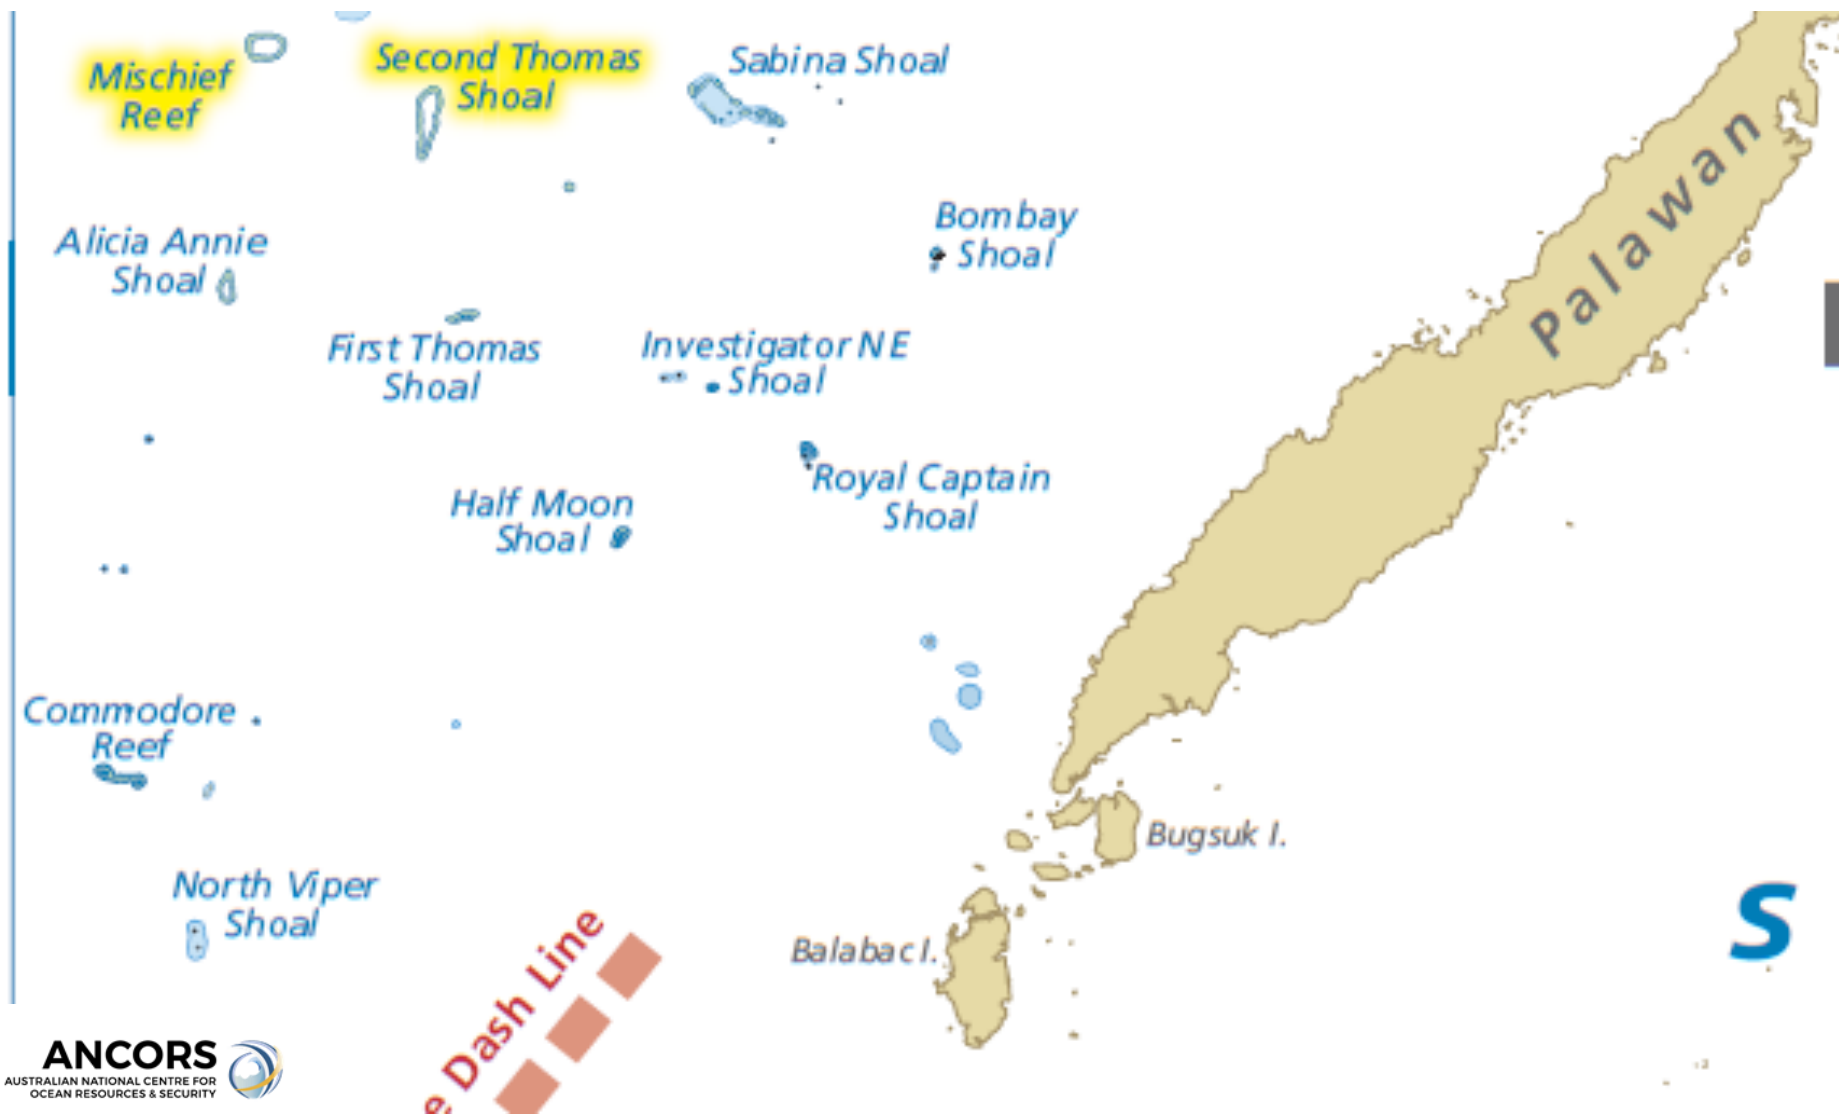 Mischief
Reef
Second Thomas
Shoal
Sabina Shoal
Bombay
Shoal
Palawan
Alicia Annie
Shoal
First Thomas
Shoal
Investigator NE
Shoal
Royal Captain
Shoal
Half Moon
Shoal
Commodore
Reef
Bugsuk I.
North Viper
Shoal
Balabac I.
S
e Dash Line
ANCORS
AUSTRALIAN NATIONAL CENTRE FOR
OCEAN RESOURCES & SECURITY